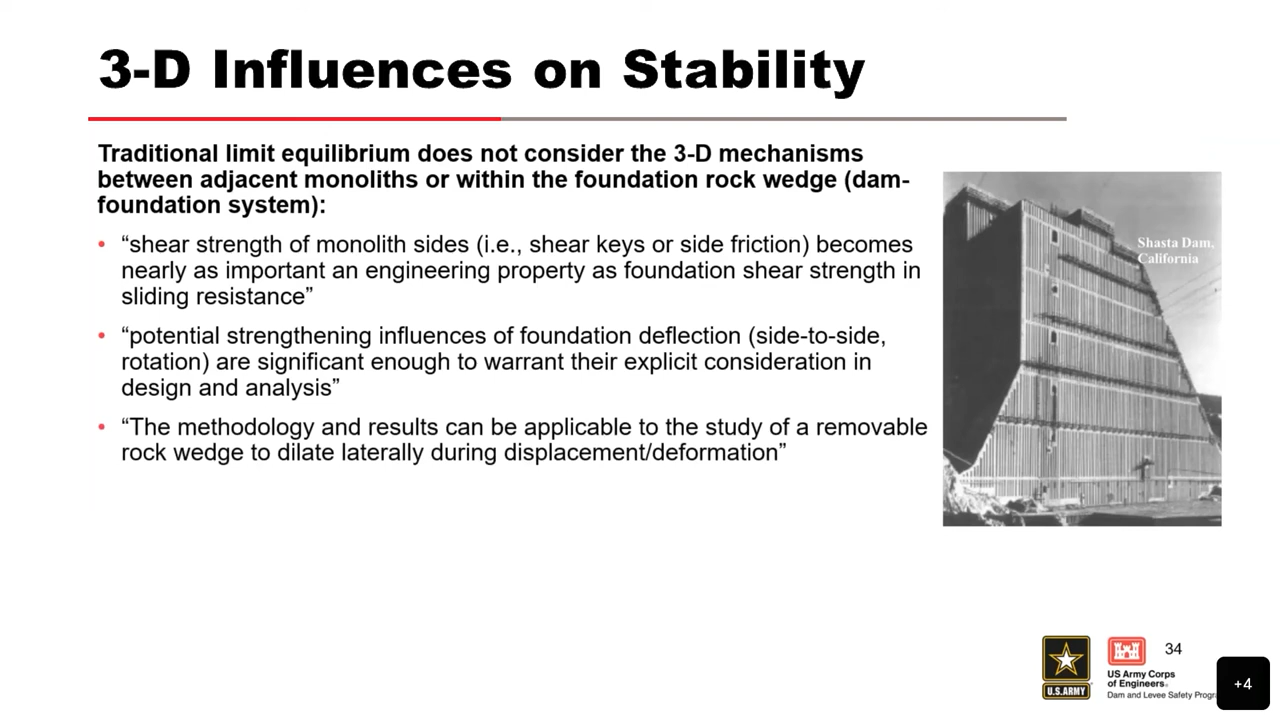 3-D Influences on Stability
Traditional limit equilibrium does not consider the 3-D mechanisms
between adjacent monoliths or within the foundation rock wedge (dam-
foundation system):
• “shear strength of monolith sides (i.e., shear keys or side friction) becomes
nearly as important an engineering property as foundation shear strength in
sliding resistance”
• “potential strengthening influences of foundation deflection (side-to-side,
rotation) are significant enough to warrant their explicit consideration in
design and analysis”
• “The methodology and results can be applicable to the study of a removable
rock wedge to dilate laterally during displacement/deformation”
Shasta Dam,
California
34
U.S.ARMY
US Army Corps
of Engineers®
Dam and Levee Safety Progr
+4